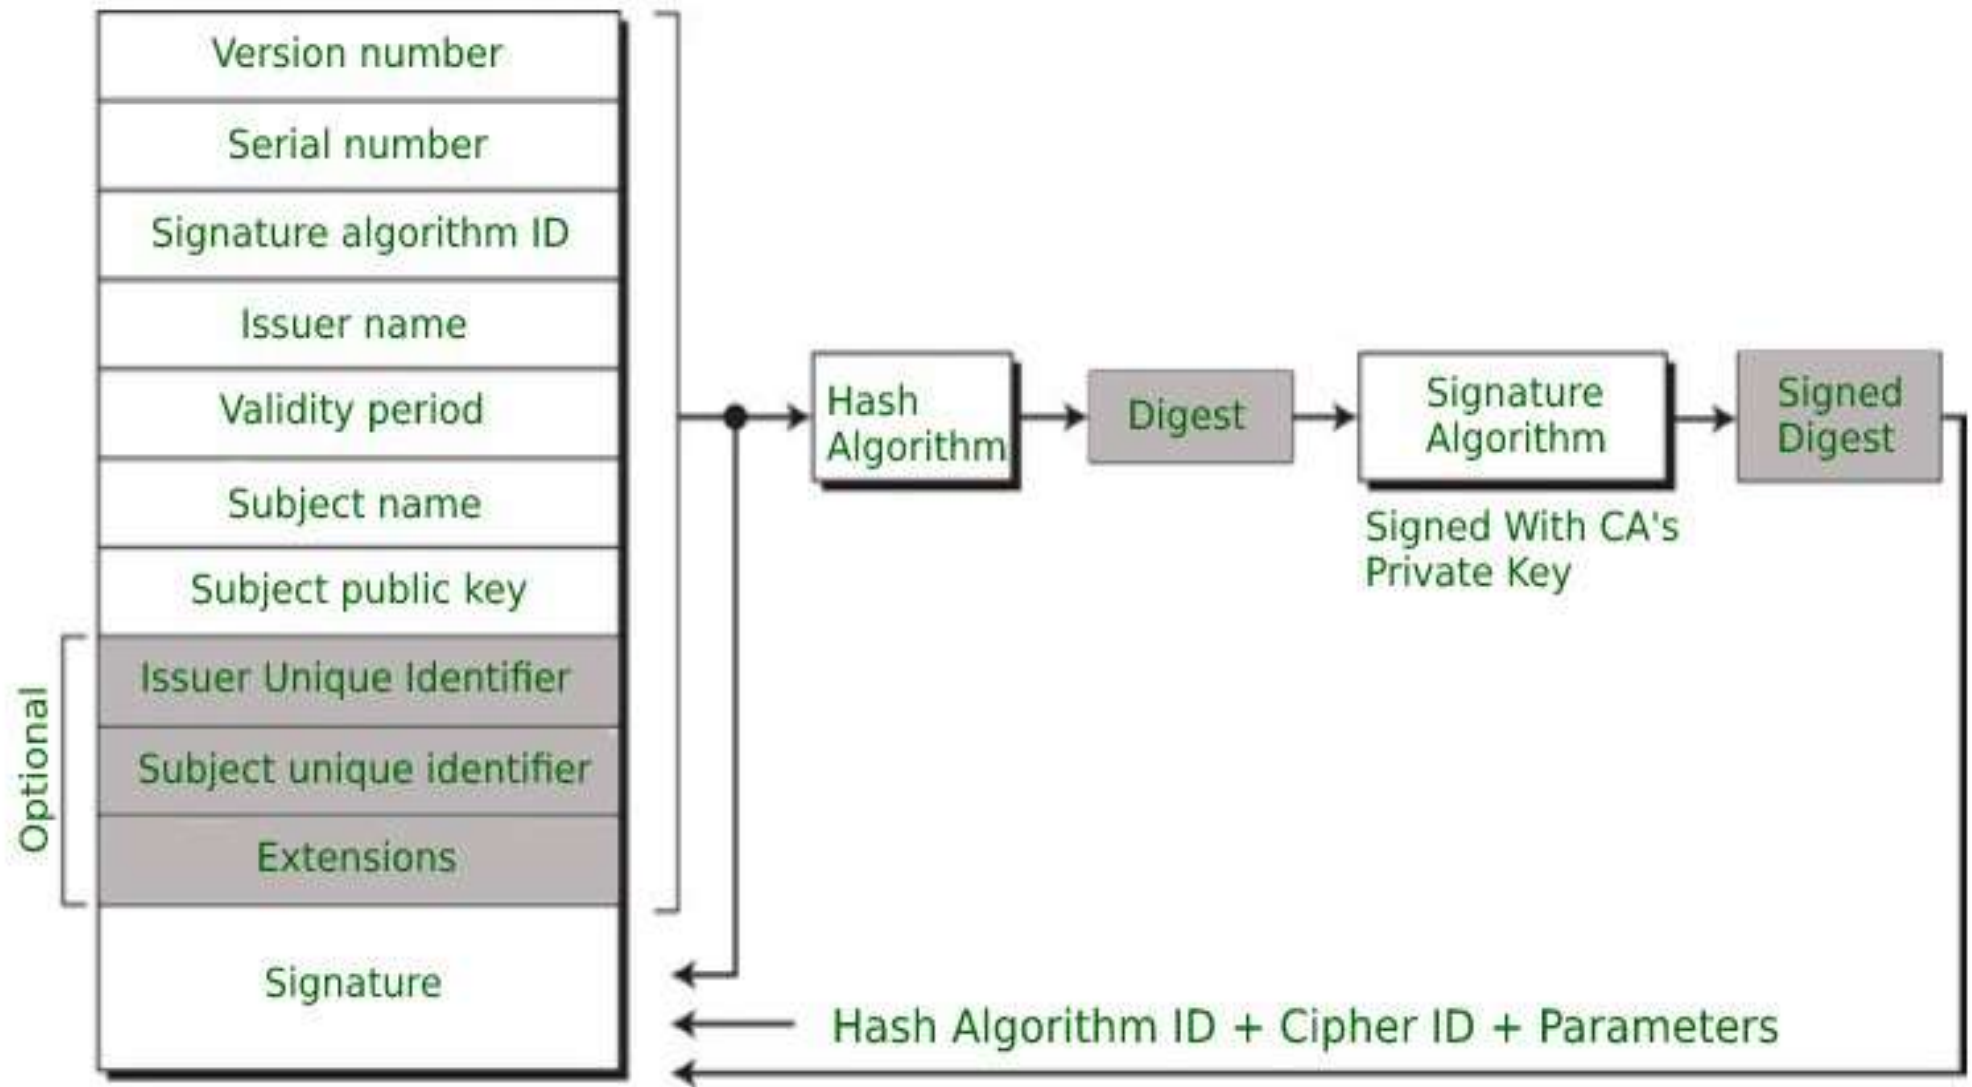 Version number
Serial number
Signature algorithm ID
Issuer name
Validity period
Subject name
Subject public key
Optional
Issuer Unique Identifier
Subject unique identifier
Extensions
Signature
Hash
Algorithm
Digest
Signature
Algorithm
Signed With CA's
Private Key
Signed
Digest
Hash Algorithm ID + Cipher ID + Parameters